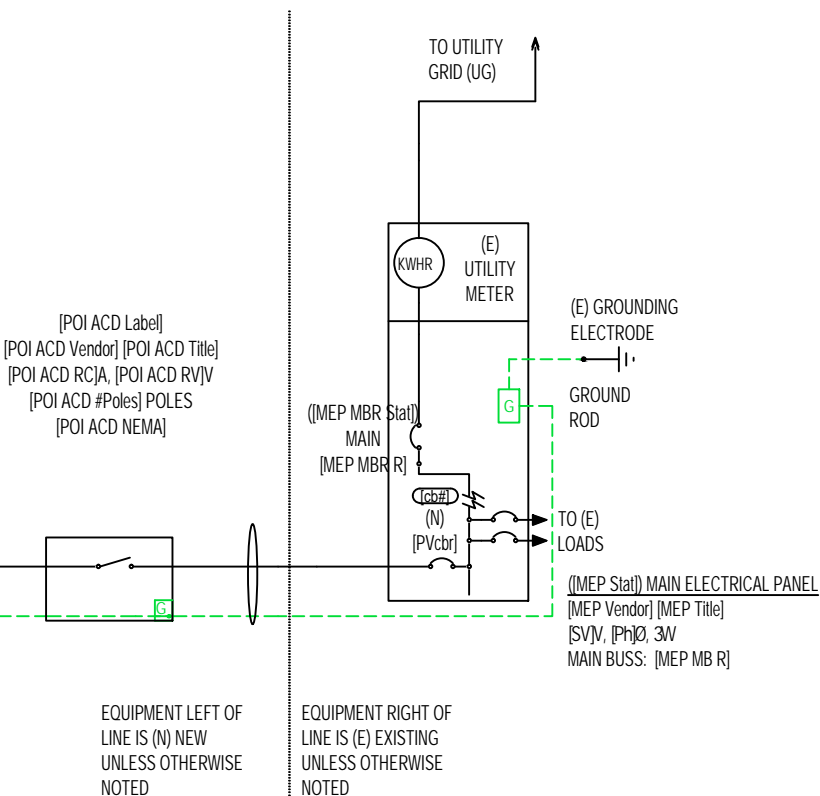 TO UTILITY
GRID (UG)
KWHR
(E)
UTILITY
METER
(E) GROUNDING
ELECTRODE
GROUND
ROD
G
[POI ACD Label]
[POI ACD Vendor] [POI ACD Title]
[POI ACD RC]A, [POI ACD RV]V
[POI ACD #Poles] POLES
[POI ACD NEMA]
([MEP MBR Stat])
MAIN
[MEP MBR R]
[cb#]
(N)
[PVcbr]
TO (E)
LOADS
G
([MEP Stat]) MAIN ELECTRICAL PANEL
[MEP Vendor] [MEP Title]
[SV]V, [Ph]Ø, 3W
MAIN BUSS: [MEP MB R]
EQUIPMENT LEFT OF
LINE IS (N) NEW
UNLESS OTHERWISE
NOTED
EQUIPMENT RIGHT OF
LINE IS (E) EXISTING
UNLESS OTHERWISE
NOTED